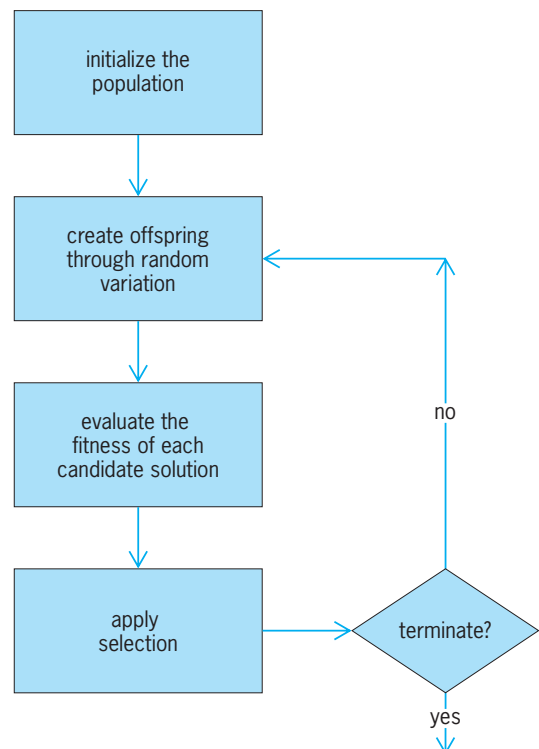 initialize the
population
create offspring
through random
variation
no
evaluate the
fitness of each
candidate solution
apply
selection
terminate?
yes